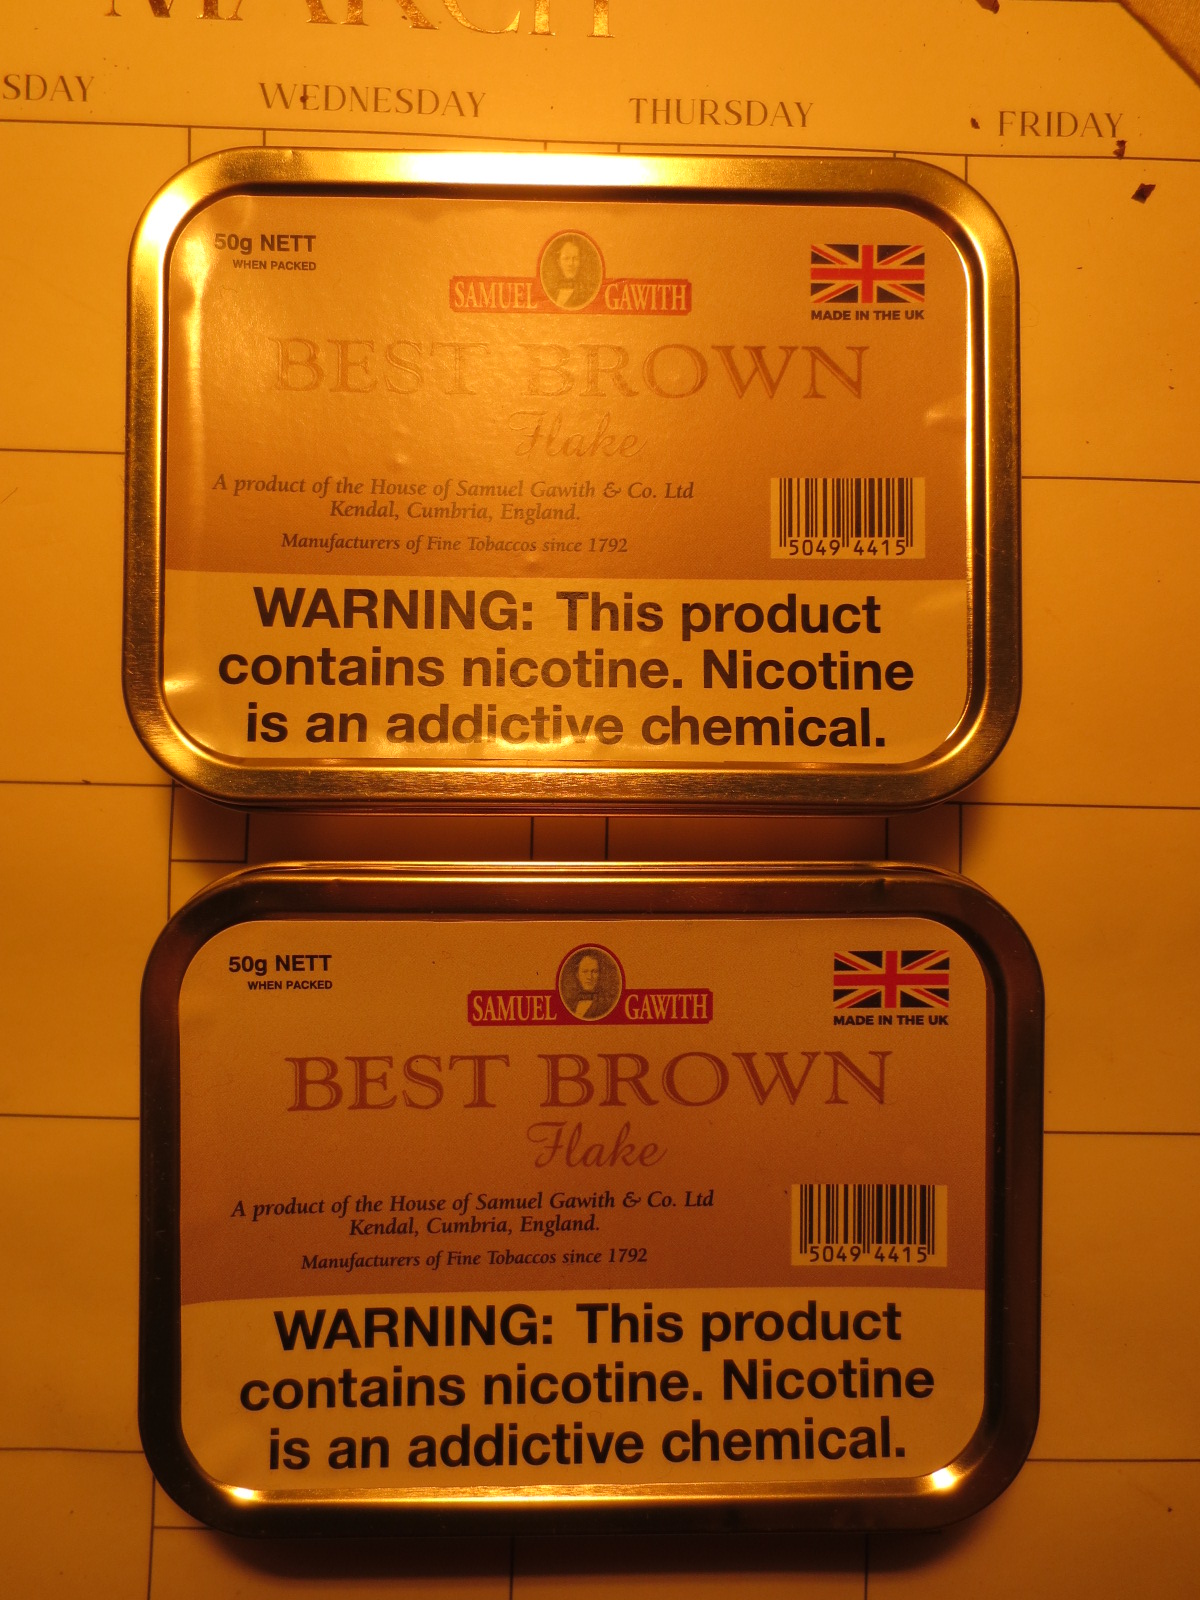 MARCH
SDAY WEDNESDAY THURSDAY FRIDAY
50g NETT
WHEN PACKED
SAMUEL GAWITH
MADE IN THE UK
BEST BROWN
Flake
A product of the House of Samuel Gawith & Co. Ltd
Kendal, Cumbria, England.
Manufacturers of Fine Tobaccos since 1792
5049 4415
WARNING: This product
contains nicotine. Nicotine
is an addictive chemical.
50g NETT
WHEN PACKED
SAMUEL GAWITH
MADE IN THE UK
BEST BROWN
Flake
A product of the House of Samuel Gawith & Co. Ltd
Kendal, Cumbria, England.
Manufacturers of Fine Tobaccos since 1792
5049 4415
WARNING: This product
contains nicotine. Nicotine
is an addictive chemical.